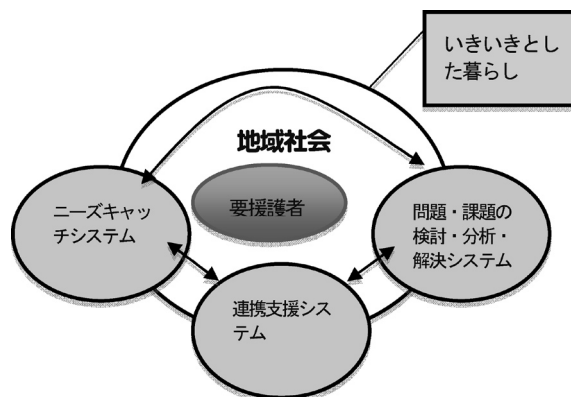 いきいきとし
た暮らし
地域社会
ニーズキャッ
チシステム
要援護者
問題・課題の
検討・分析・
解決システム
連携支援シス
テム